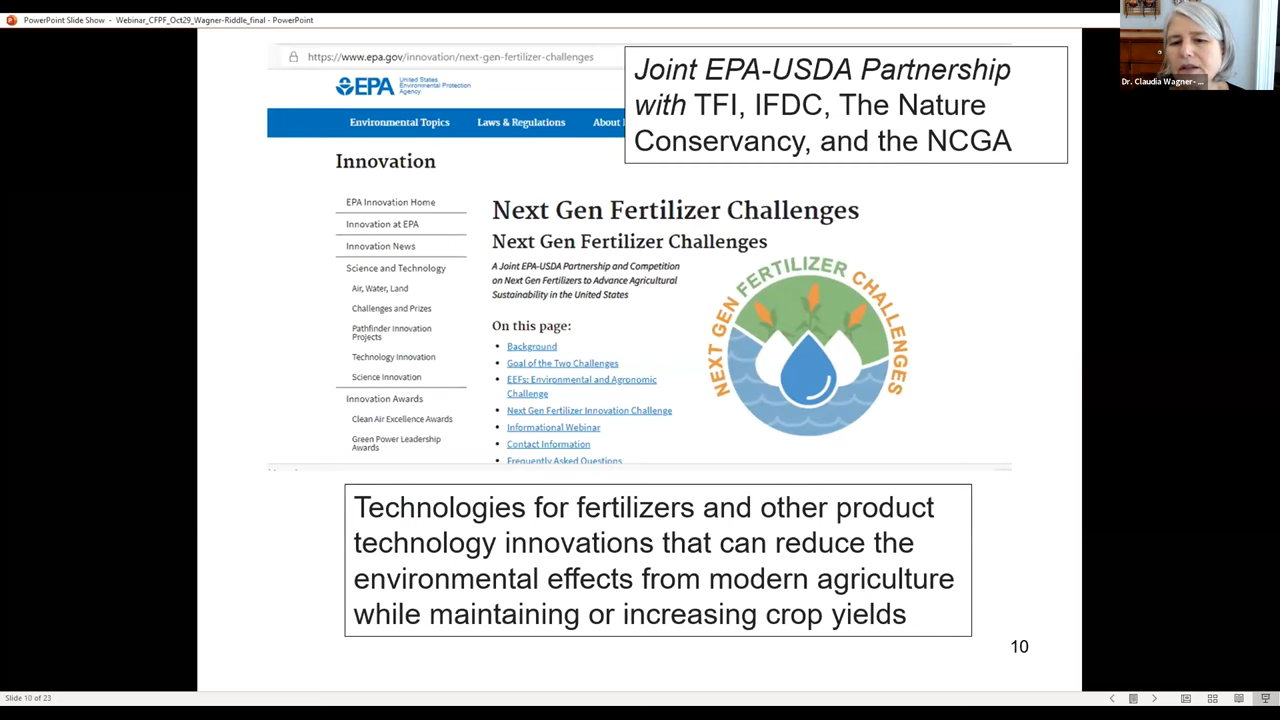 PowerPoint Slide Show - Webinar_CFPF_Oct29_Wagner-Riddle_final - PowerPoint
Dr. Claudia Wagner- ...
https://www.epa.gov/innovation/next-gen-fertilizer-challenges
EPA
United States
Environmental Protection
Agency
Joint EPA-USDA Partnership
with TFI, IFDC, The Nature
Conservancy, and the NCGA
Environmental Topics
Laws & Regulations
About
Innovation
EPA Innovation Home
Innovation at EPA
Innovation News
Science and Technology
Air, Water, Land
Challenges and Prizes
Pathfinder Innovation
Projects
Technology Innovation
Science Innovation
Innovation Awards
Clean Air Excellence Awards
Green Power Leadership
Awards
Next Gen Fertilizer Challenges
Next Gen Fertilizer Challenges
A Joint EPA-USDA Partnership and Competition
on Next Gen Fertilizers to Advance Agricultural
Sustainability in the United States
On this page:
• Background
• Goal of the Two Challenges
• EEFs: Environmental and Agronomic
Challenge
• Next Gen Fertilizer Innovation Challenge
• Informational Webinar
• Contact Information
• Frequently Asked Questions
NEXT GEN FERTILIZER CHALLENGES
Technologies for fertilizers and other product
technology innovations that can reduce the
environmental effects from modern agriculture
while maintaining or increasing crop yields
10
Slide 10 of 23